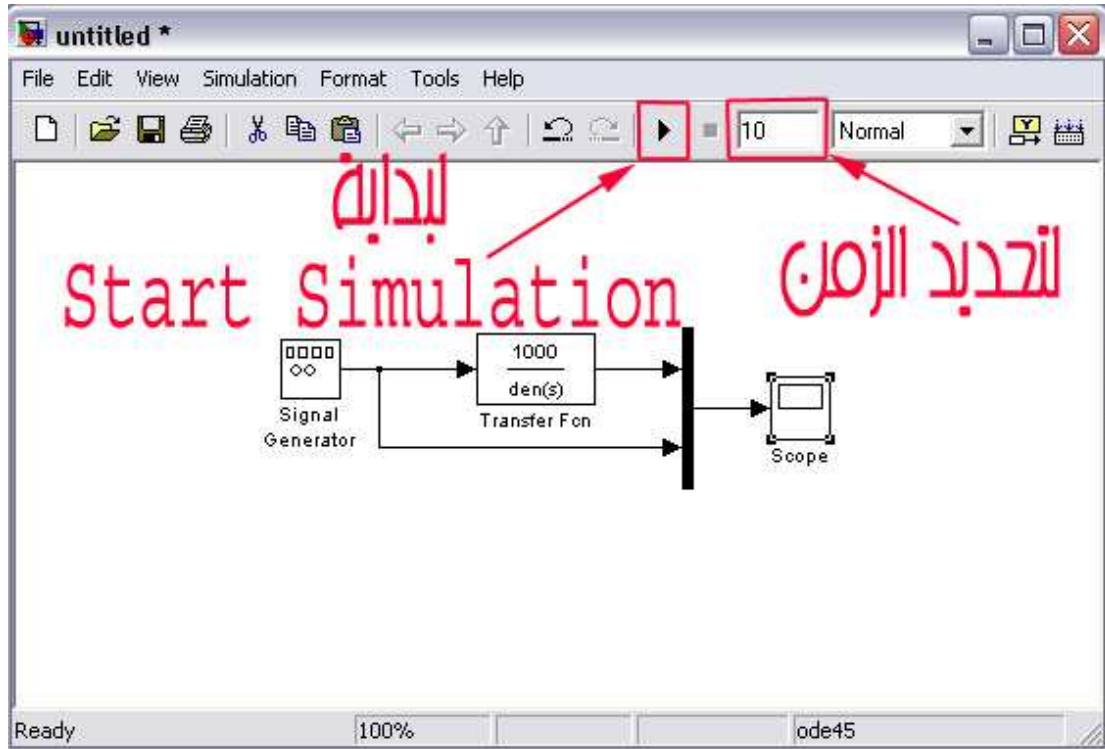 untitled *
File Edit View Simulation Format Tools Help
10 Normal
لبداية
Start Simulation
لتحديد الزمن
1000
den(s)
Signal
Generator
Transfer Fcn
Scope
Ready 100% ode45